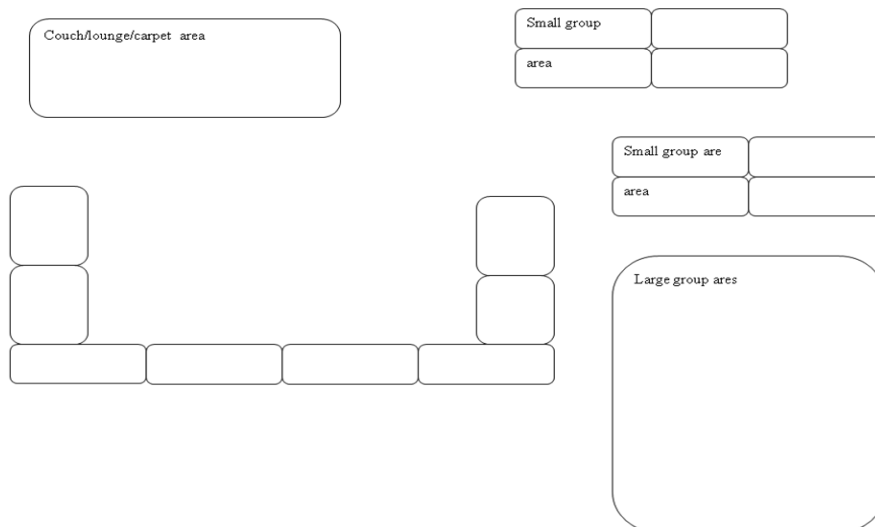 Couch/lounge/carpet area
Small group
area
Small group are
area
Large group ares